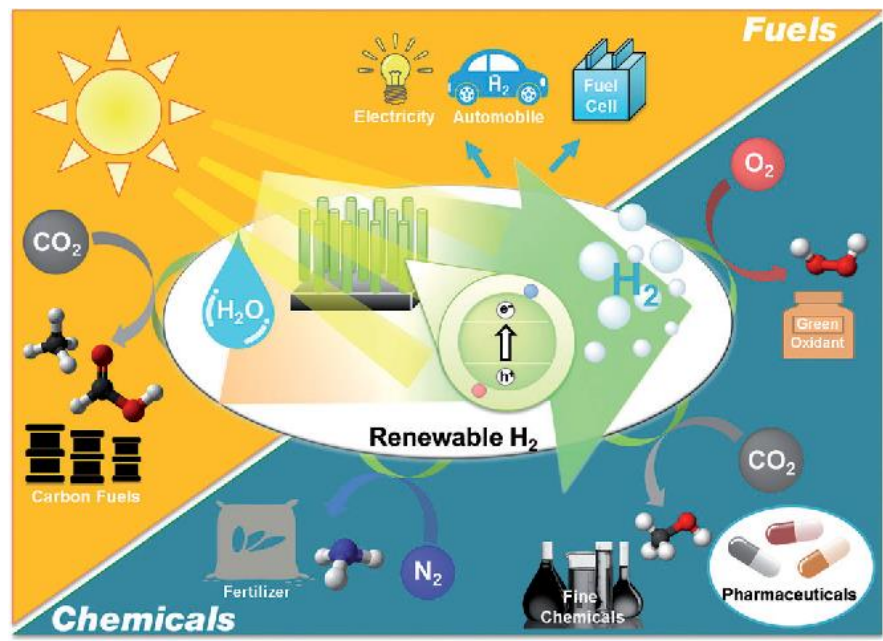 Fuels
Electricity
Automobile
H₂
Fuel
Cell
O₂
CO₂
H₂O
e⁻
h⁺
H₂
Green
Oxidant
Renewable H₂
CO₂
Carbon Fuels
Fertilizer
N₂
Fine
Chemicals
Pharmaceuticals
Chemicals